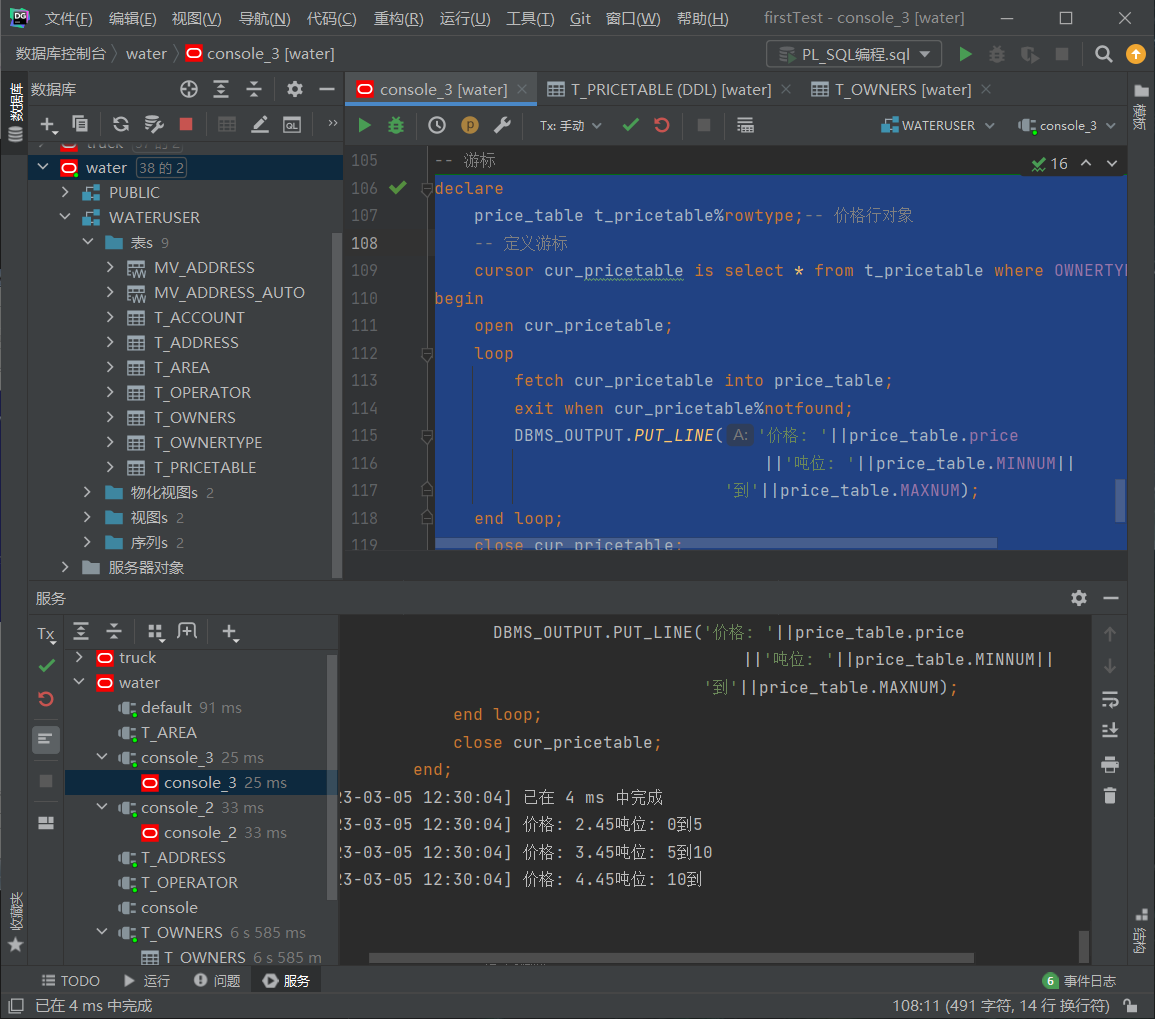 文件(F) 编辑(E) 视图(V) 导航(N) 代码(C) 重构(R) 运行(U) 工具(T) Git 窗口(W) 帮助(H) firstTest - console_3 [water]
数据库控制台 water console_3 [water] PL_SQL编程.sql
数据库
数据库
console_3 [water] T_PRICETABLE (DDL) [water] T_OWNERS [water]
Tx: 手动 WATERUSER console_3
water 38 的 2
PUBLIC
WATERUSER
表s 9
MV_ADDRESS
MV_ADDRESS_AUTO
T_ACCOUNT
T_ADDRESS
T_AREA
T_OPERATOR
T_OWNERS
T_OWNERTYPE
T_PRICETABLE
物化视图s 2
视图s 2
序列s 2
服务器对象
16
105 -- 游标
106 declare
107 price_table t_pricetable%rowtype;-- 价格行对象
108 -- 定义游标
109 cursor cur_pricetable is select * from t_pricetable where OWNERTY
110 begin
111 open cur_pricetable;
112 loop
113 fetch cur_pricetable into price_table;
114 exit when cur_pricetable%notfound;
115 DBMS_OUTPUT.PUT_LINE( A: '价格: '||price_table.price
116 ||'吨位: '||price_table.MINNUM||
117 '到'||price_table.MAXNUM);
118 end loop;
119 close cur_pricetable;
服务
Tx
truck
water
default 91 ms
T_AREA
console_3 25 ms
console_3 25 ms
console_2 33 ms
console_2 33 ms
T_ADDRESS
T_OPERATOR
console
T_OWNERS 6 s 585 ms
T_OWNERS 6 s 585 m
DBMS_OUTPUT.PUT_LINE('价格: '||price_table.price
||'吨位: '||price_table.MINNUM||
'到'||price_table.MAXNUM);
end loop;
close cur_pricetable;
end;
23-03-05 12:30:04] 已在 4 ms 中完成
23-03-05 12:30:04] 价格: 2.45吨位: 0到5
23-03-05 12:30:04] 价格: 3.45吨位: 5到10
23-03-05 12:30:04] 价格: 4.45吨位: 10到
收藏夹
结构
TODO 运行 问题 服务 6 事件日志
已在 4 ms 中完成 108:11 (491 字符, 14 行 换行符)